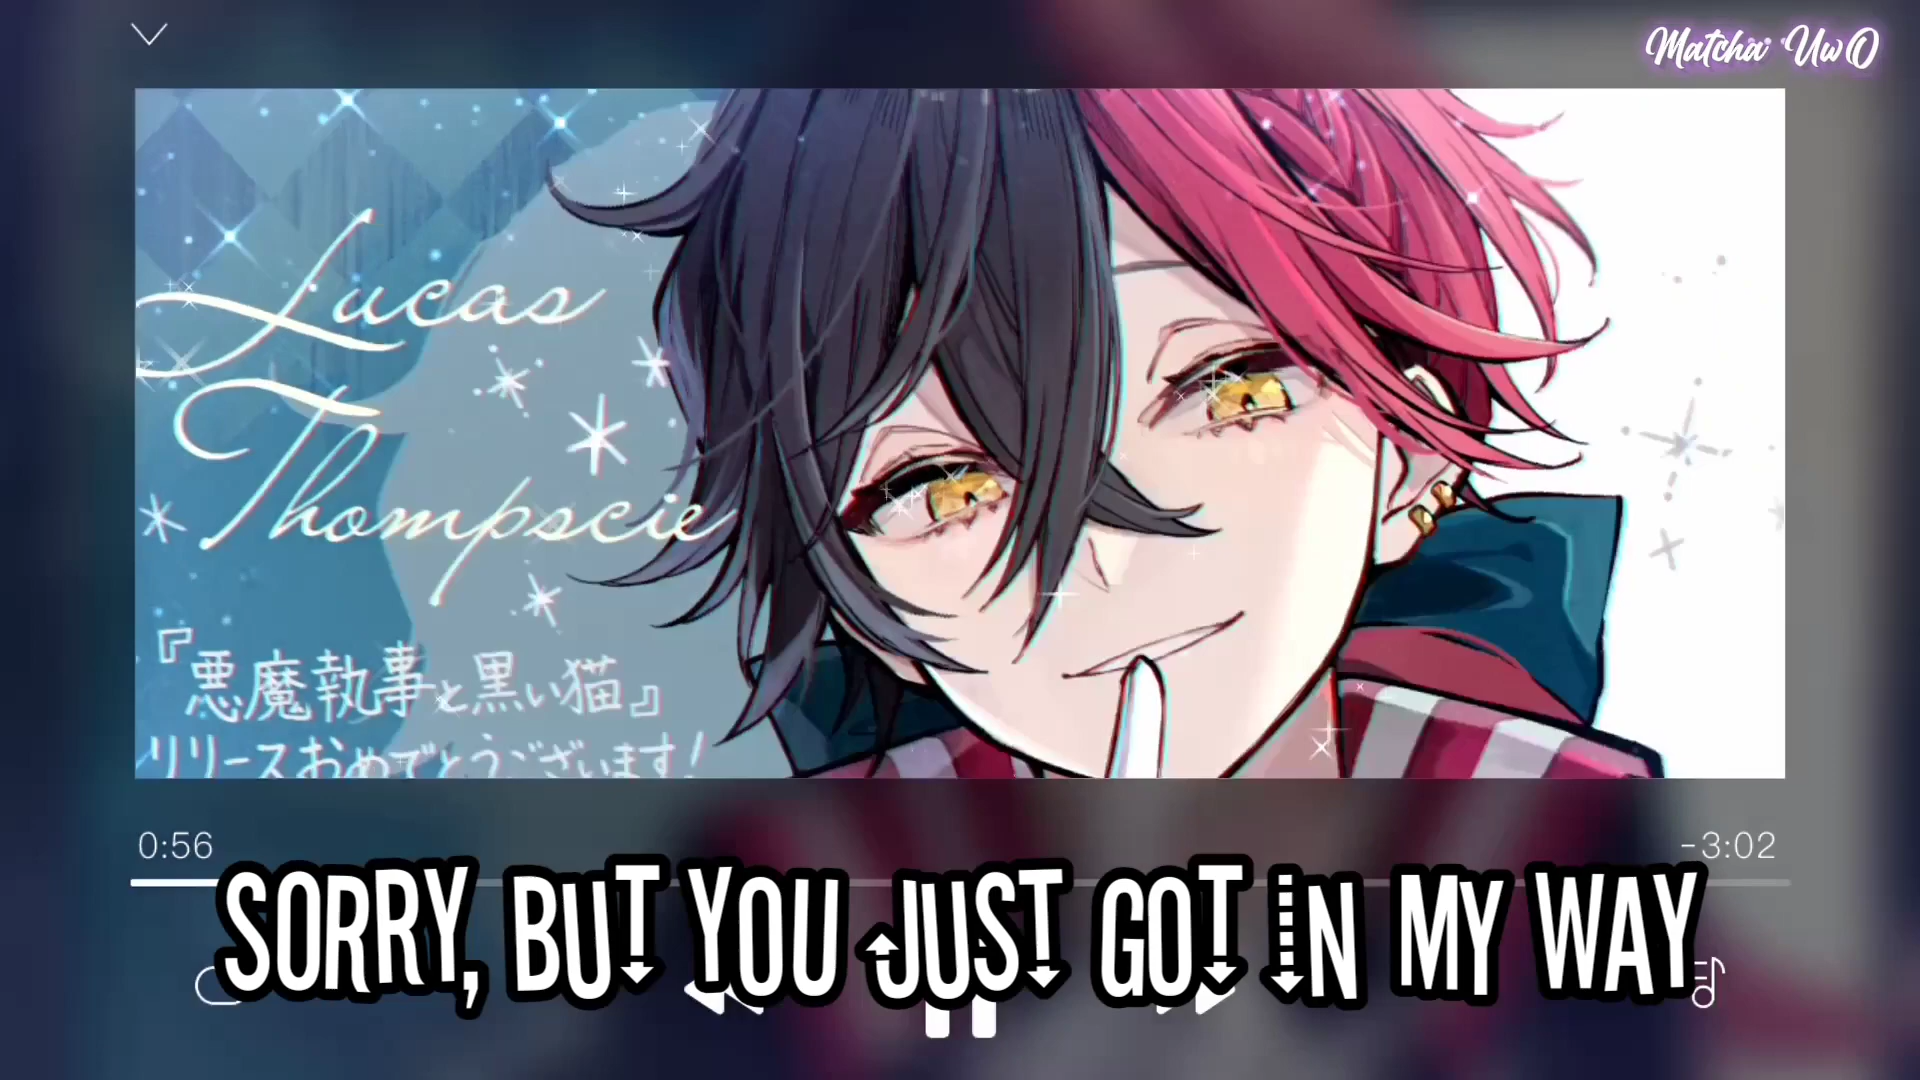 Matcha UwO
Lucas
Thompscie
『悪魔執事と黒い猫』
リリースおめでとうございます!
0:56
-3:02
SORRY, BUT YOU JUST GOT IN MY WAY